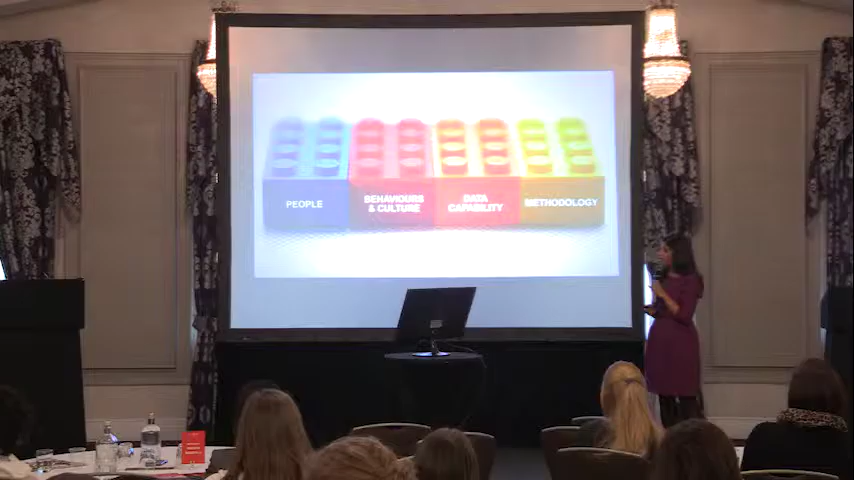 PEOPLE
BEHAVIOURS
& CULTURE
DATA
CAPABILITY
METHODOLOGY